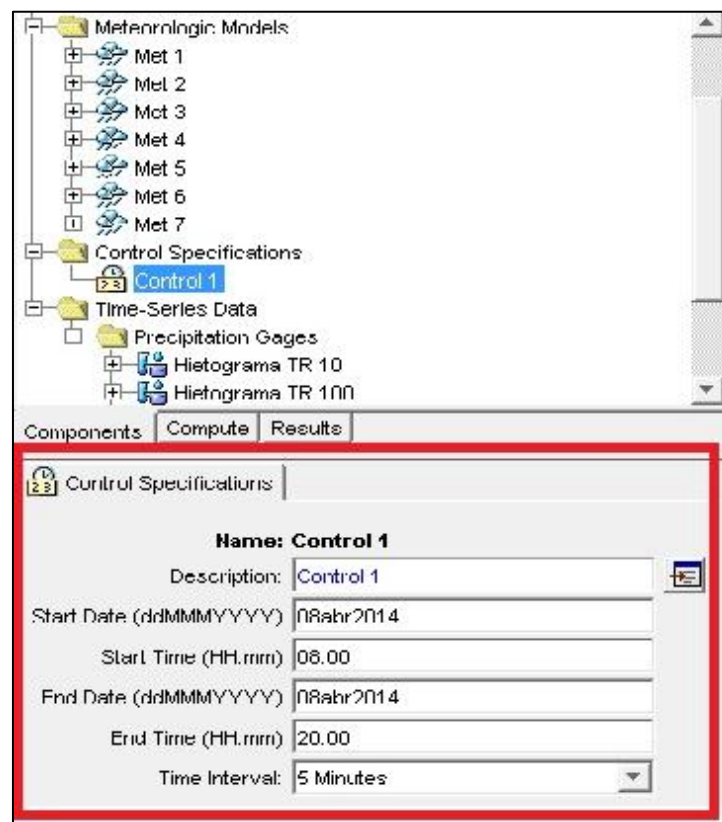 Meteorologic Models
Met 1
Met 2
Met 3
Met 4
Met 5
Met 6
Met 7
Control Specifications
Control 1
Time-Series Data
Precipitation Gages
Hietograma TR 10
Hietograma TR 100
Components Compute Results
Control Specifications
Name: Control 1
Description: Control 1
Start Date (ddMMMYYYY) 08abr2014
Start Time (HH:mm) 08:00
End Date (ddMMMYYYY) 08abr2014
End Time (HH:mm) 20:00
Time Interval: 5 Minutes